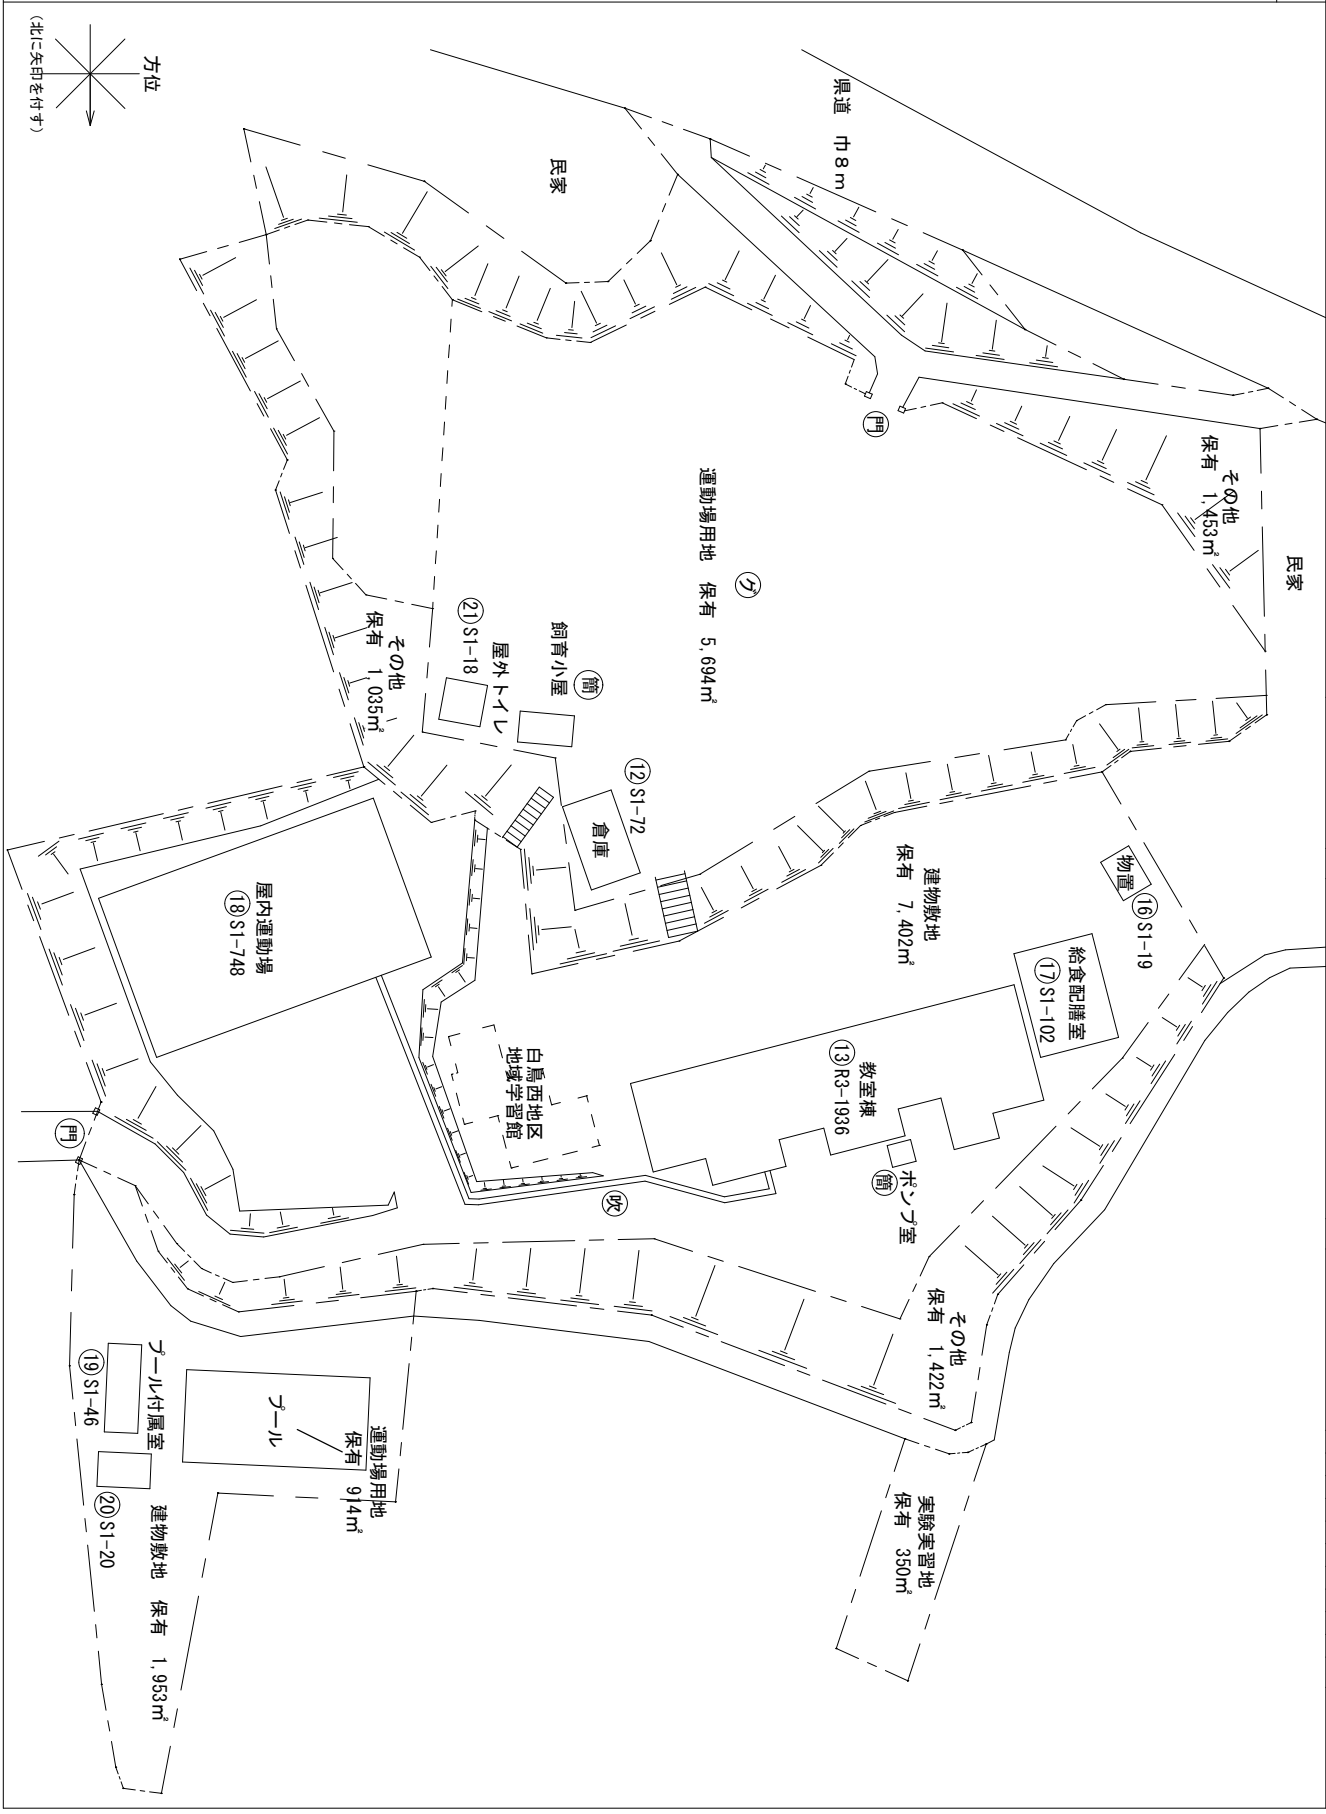 方位
(北に矢印を付す)
県道　巾8m
民家
民家
門
その他
保有　1,453㎡
グ
運動場用地　保有　5,694㎡
簡
飼育小屋
屋外トイレ
㉑S1-18
その他
保有　1,035㎡
⑫S1-72
倉庫
物置
⑯S1-19
建物敷地
保有　7,402㎡
給食配膳室
⑰S1-102
屋内運動場
⑱S1-748
教室棟
⑬R3-1936
白鳥西地区
地域学習館
ポンプ室
簡
吹
門
その他
保有　1,422㎡
プール付属室
⑲S1-46
プール
運動場用地
保有　914㎡
⑳S1-20
建物敷地　保有　1,953㎡
実験実習地
保有　350㎡